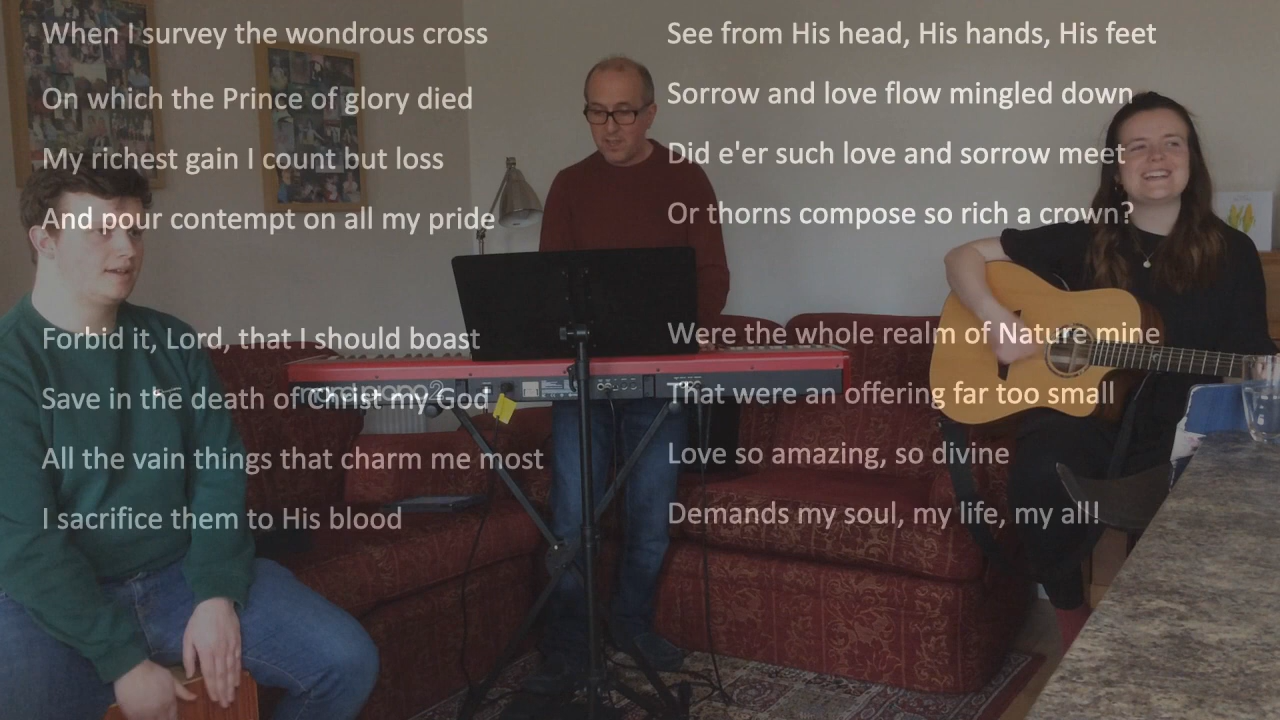 When I survey the wondrous cross
On which the Prince of glory died
My richest gain I count but loss
And pour contempt on all my pride
Forbid it, Lord, that I should boast
Save in the death of Christ my God
All the vain things that charm me most
I sacrifice them to His blood
See from His head, His hands, His feet
Sorrow and love flow mingled down
Did e'er such love and sorrow meet
Or thorns compose so rich a crown?
Were the whole realm of Nature mine
That were an offering far too small
Love so amazing, so divine
Demands my soul, my life, my all!
nord piano 2